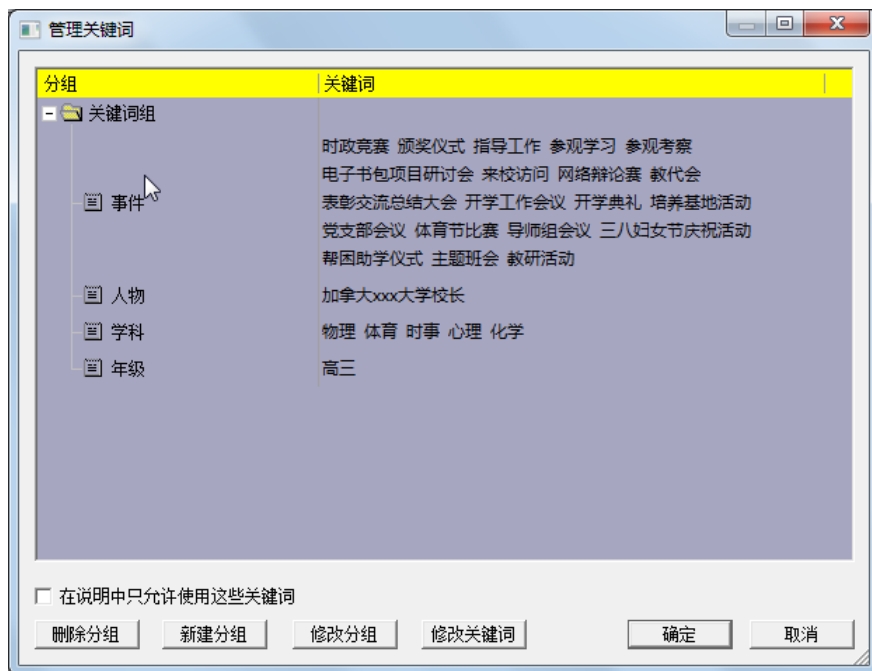 管理关键词
分组 关键词
关键词组
时政竞赛 颁奖仪式 指导工作 参观学习 参观考察
电子书包项目研讨会 来校访问 网络辩论赛 教代会
事件 表彰交流总结大会 开学工作会议 开学典礼 培养基地活动
党支部会议 体育节比赛 导师组会议 三八妇女节庆祝活动
帮困助学仪式 主题班会 教研活动
人物 加拿大xxx大学校长
学科 物理 体育 时事 心理 化学
年级 高三
在说明中只允许使用这些关键词
删除分组 新建分组 修改分组 修改关键词 确定 取消